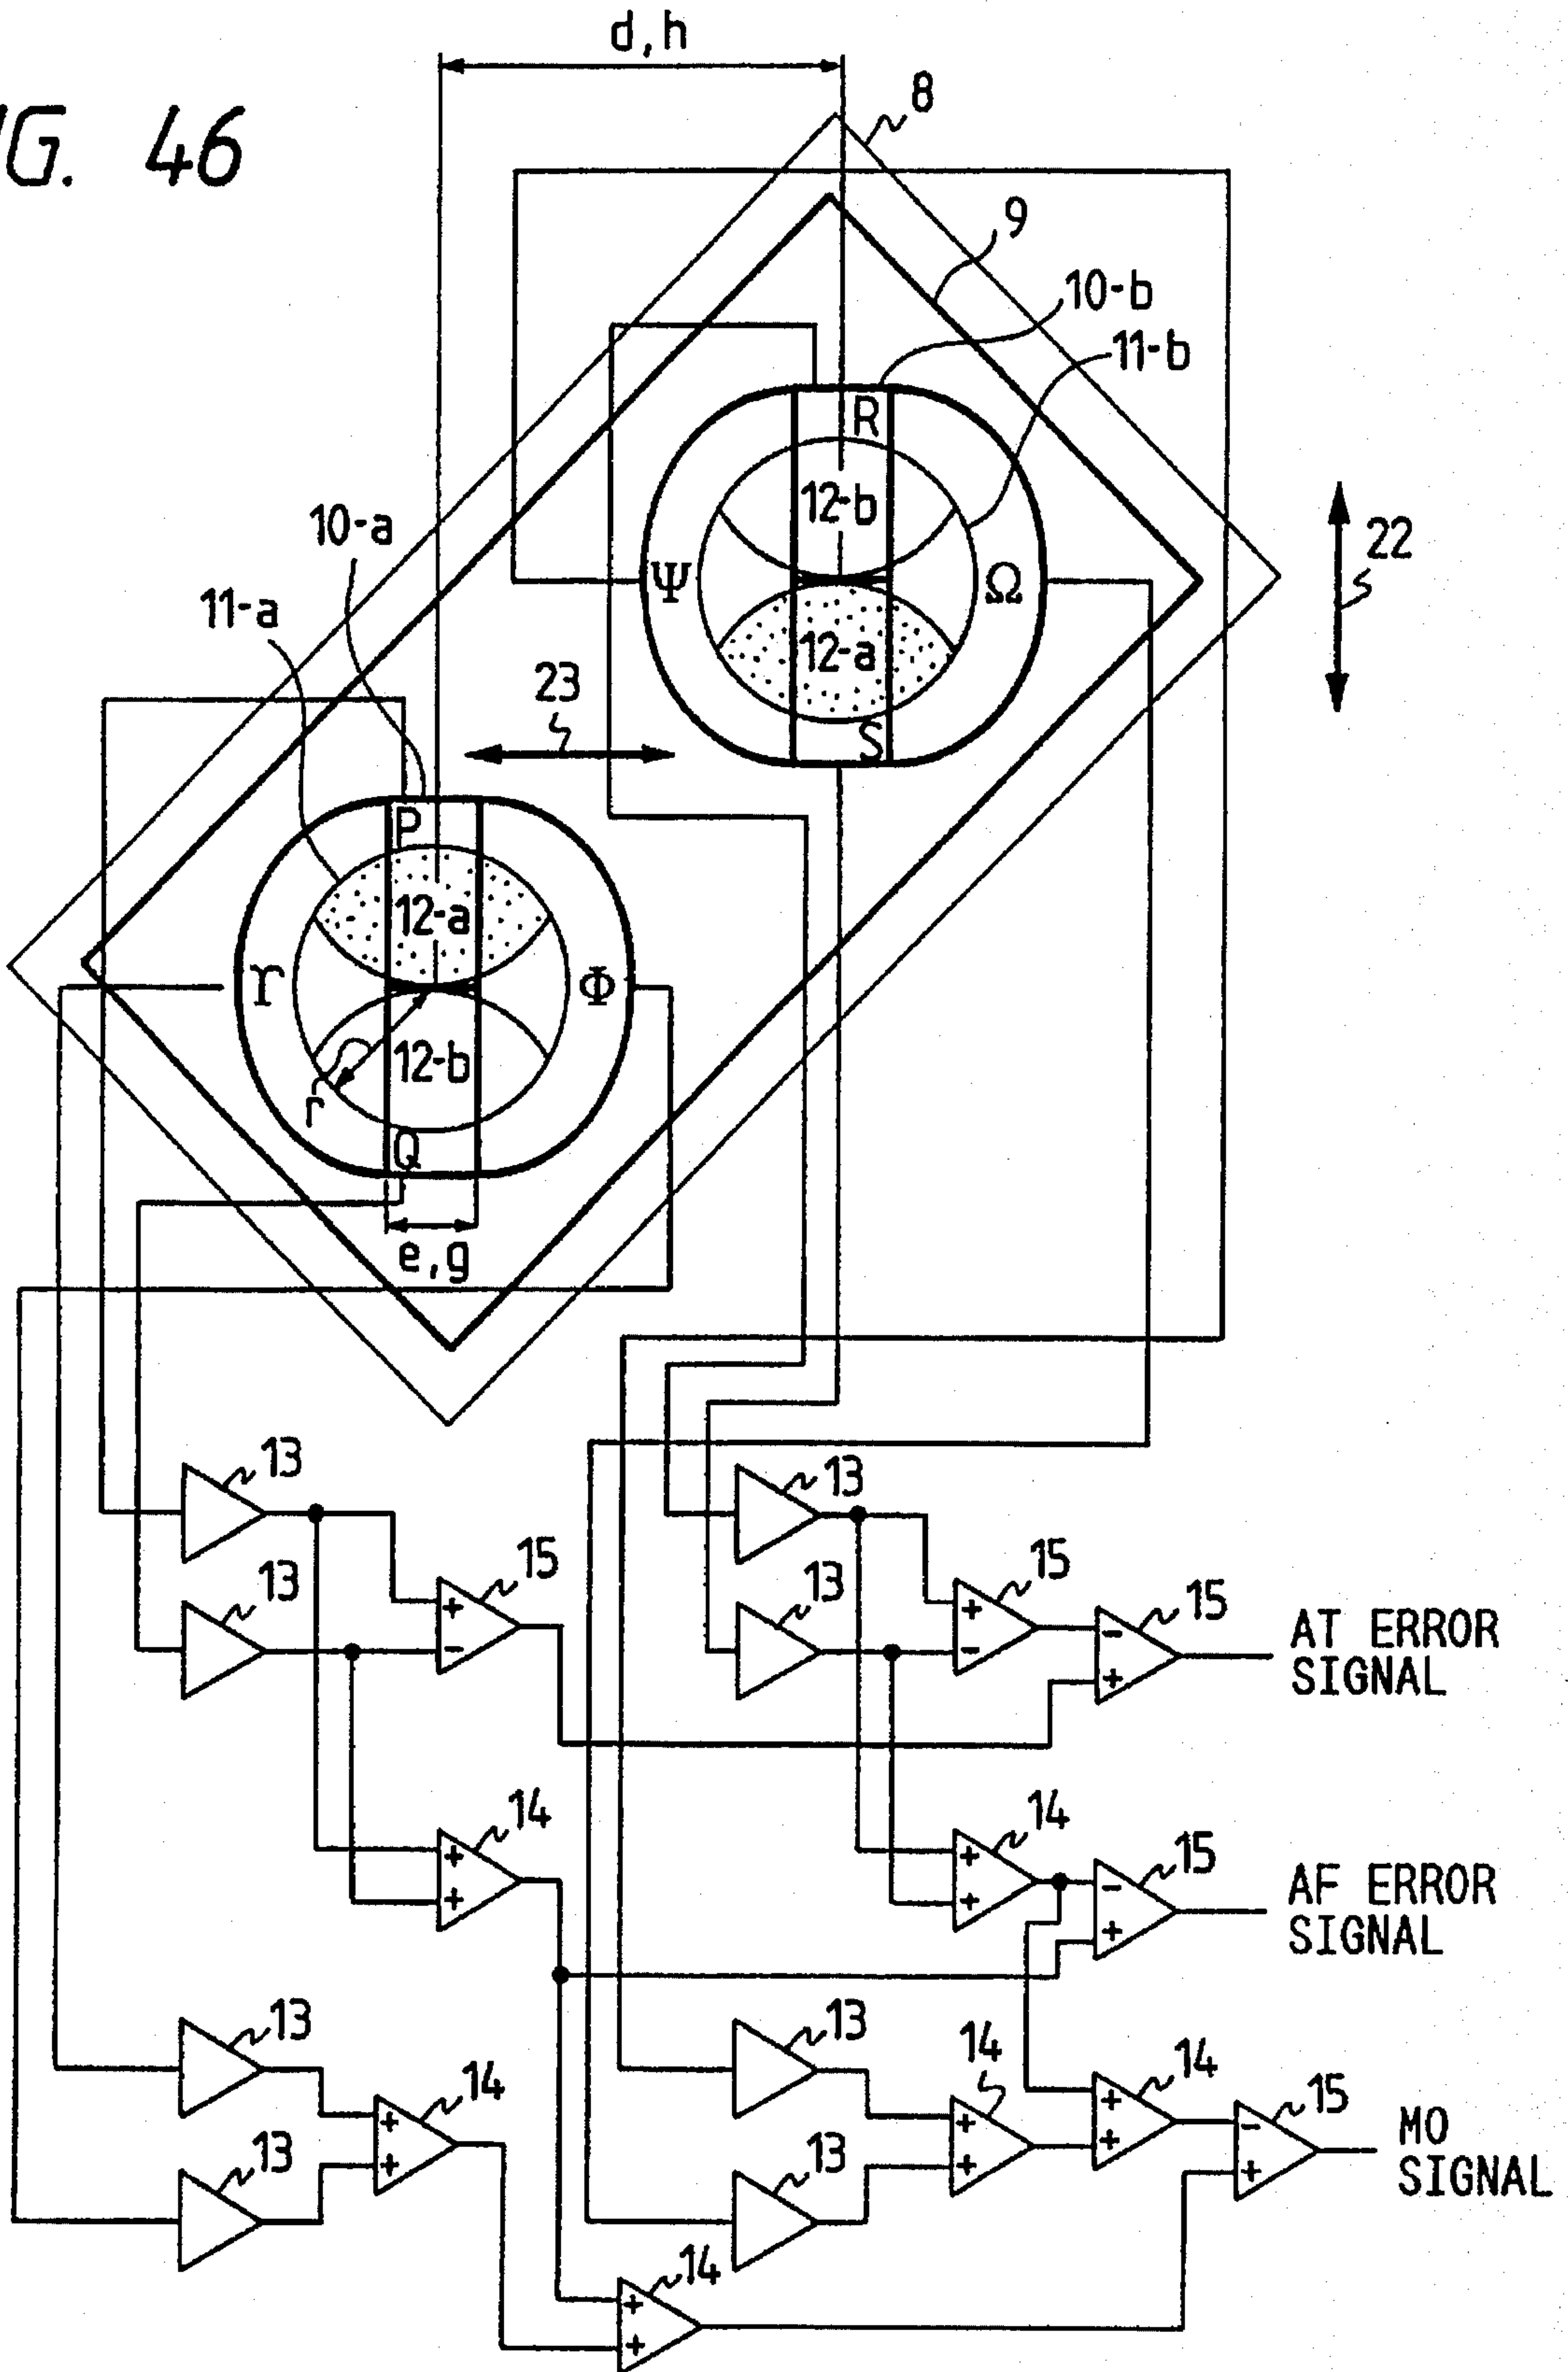 FIG. 46
d,h
8
9
10-b
11-b
R
12-b
10-a
22
Ψ
Ω
11-a
12-a
23
S
P
12-a
ϒ
Φ
12-b
r
Q
e,g
13
13
13
15
13
15
15
+
+
-
-
-
+
AT ERROR
SIGNAL
14
14
15
+
+
-
+
+
+
AF ERROR
SIGNAL
13
13
14
14
14
15
+
+
+
-
+
+
+
+
MO
SIGNAL
13
13
14
+
+